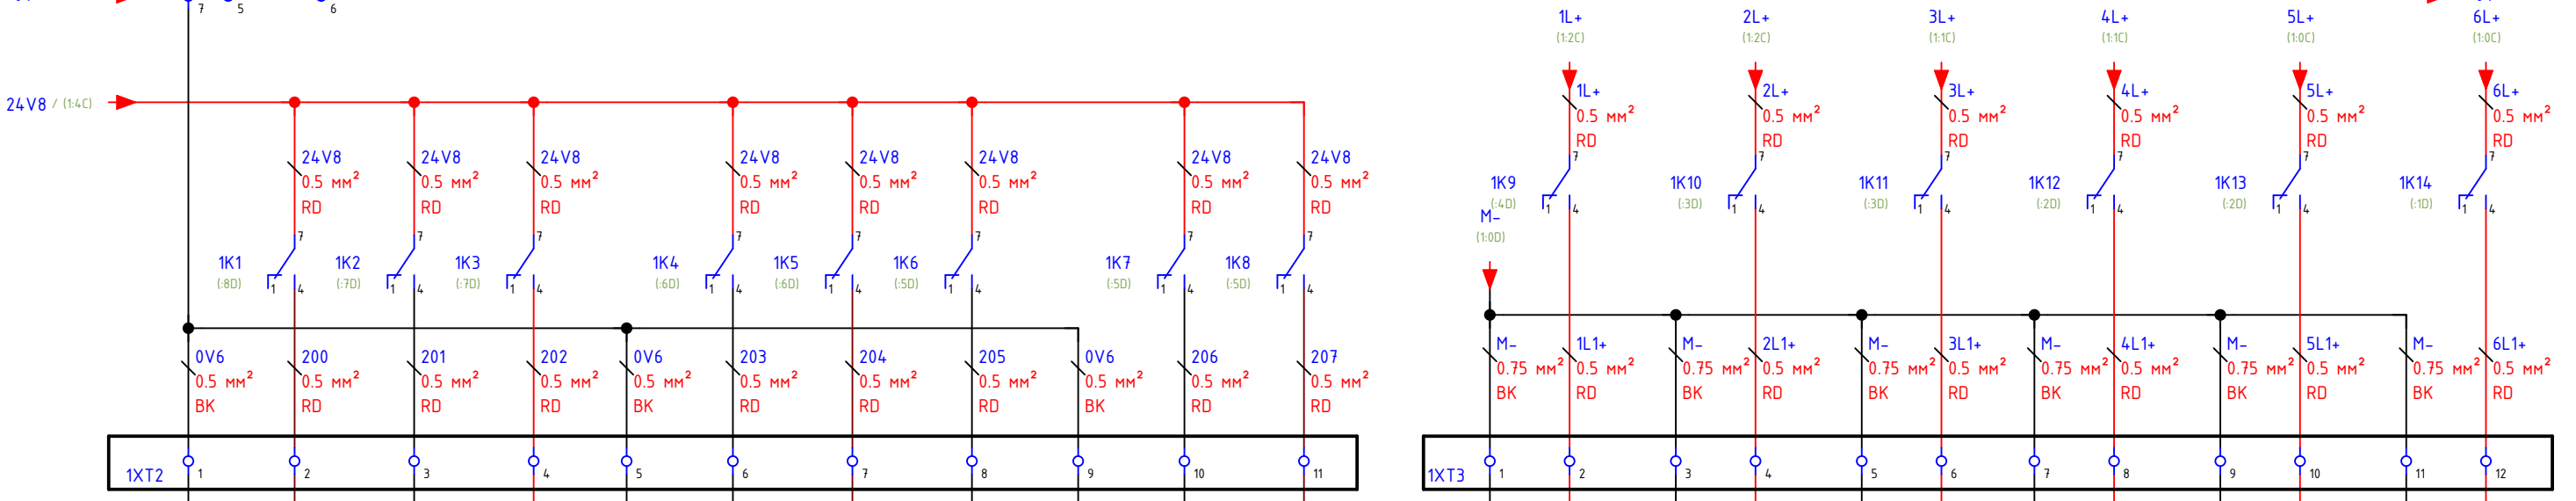 7 5 6
1L+ 2L+ 3L+ 4L+ 5L+ 6L+
(1:2C) (1:2C) (1:1C) (1:1C) (1:0C) (1:0C)
24V8 / (1:4C)
1L+ 2L+ 3L+ 4L+ 5L+ 6L+
0.5 мм² 0.5 мм² 0.5 мм² 0.5 мм² 0.5 мм² 0.5 мм²
RD RD RD RD RD RD
7 7 7 7 7 7
24V8 24V8 24V8 24V8 24V8 24V8 24V8 24V8
0.5 мм² 0.5 мм² 0.5 мм² 0.5 мм² 0.5 мм² 0.5 мм² 0.5 мм² 0.5 мм²
RD RD RD RD RD RD RD RD
1K9 1K10 1K11 1K12 1K13 1K14
(:4D) (:3D) (:3D) (:2D) (:2D) (:1D)
1 4 1 4 1 4 1 4 1 4 1 4
M-
(1:0D)
7 7 7 7 7 7 7 7
1K1 1K2 1K3 1K4 1K5 1K6 1K7 1K8
(:8D) (:7D) (:7D) (:6D) (:6D) (:5D) (:5D) (:5D)
1 4 1 4 1 4 1 4 1 4 1 4 1 4 1 4
0V6 200 201 202 0V6 203 204 205 0V6 206 207
0.5 мм² 0.5 мм² 0.5 мм² 0.5 мм² 0.5 мм² 0.5 мм² 0.5 мм² 0.5 мм² 0.5 мм² 0.5 мм² 0.5 мм²
BK RD RD RD BK RD RD RD BK RD RD
M- 1L1+ M- 2L1+ M- 3L1+ M- 4L1+ M- 5L1+ M- 6L1+
0.75 мм² 0.5 мм² 0.75 мм² 0.5 мм² 0.75 мм² 0.5 мм² 0.75 мм² 0.5 мм² 0.75 мм² 0.5 мм² 0.75 мм² 0.5 мм²
BK RD BK RD BK RD BK RD BK RD BK RD
1XT2 1 2 3 4 5 6 7 8 9 10 11
1XT3 1 2 3 4 5 6 7 8 9 10 11 12